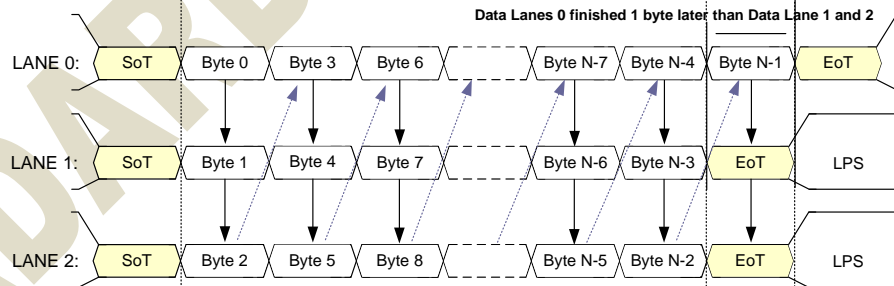 Data Lanes 0 finished 1 byte later than Data Lane 1 and 2
LANE 0: SoT Byte 0 Byte 3 Byte 6 Byte N-7 Byte N-4 Byte N-1 EoT
LANE 1: SoT Byte 1 Byte 4 Byte 7 Byte N-6 Byte N-3 EoT LPS
LANE 2: SoT Byte 2 Byte 5 Byte 8 Byte N-5 Byte N-2 EoT LPS